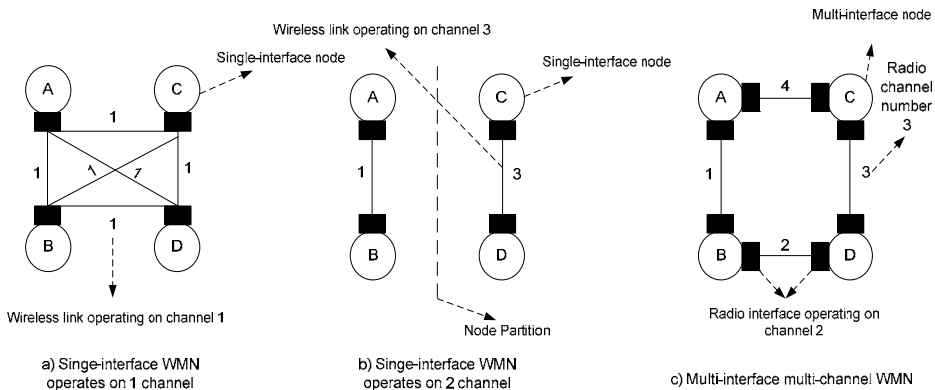 A
C
Singe-interface node
1
1
1
1
1
1
B
D
Wireless link operating on channel 1
a) Singe-interface WMN
operates on 1 channel
Wireless link operating on channel 3
Singe-interface node
A
C
1
3
B
D
Node Partition
b) Singe-interface WMN
operates on 2 channel
Multi-interface node
A
4
C
Radio
channel
number
3
1
3
B
2
D
Radio interface operating on
channel 2
c) Multi-interface multi-channel WMN